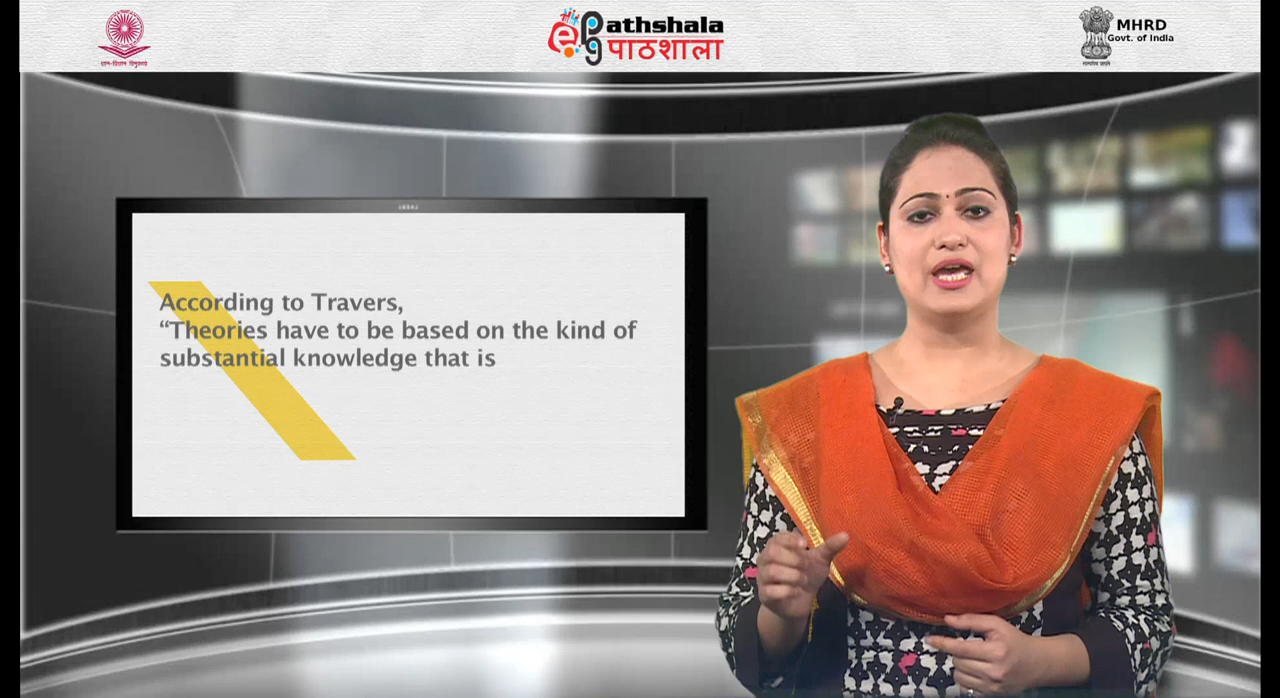 ePathshala
पाठशाला
MHRD
Govt. of India
According to Travers,
“Theories have to be based on the kind of
substantial knowledge that is